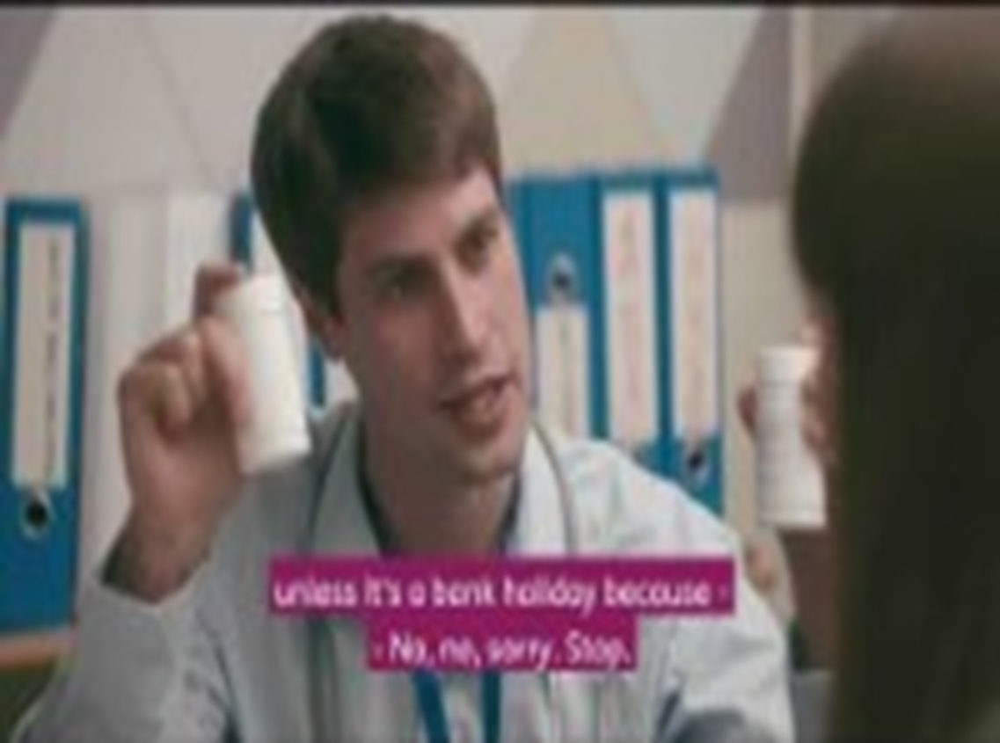 unless it's a bank holiday because -
- No, no, sorry. Stop.